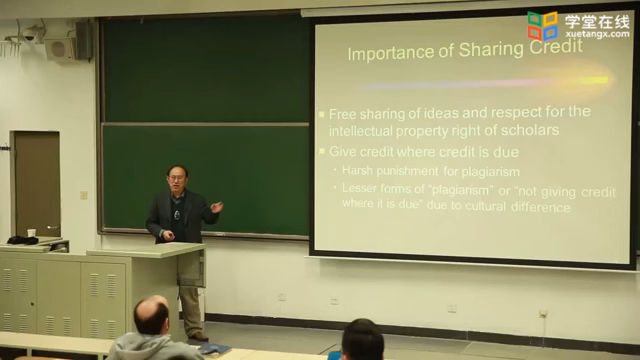 学堂在线
xuetangx.com
Importance of Sharing Credit
Free sharing of ideas and respect for the
intellectual property right of scholars
Give credit where credit is due
Harsh punishment for plagiarism
Lesser forms of "plagiarism" or "not giving credit
where it is due" due to cultural difference